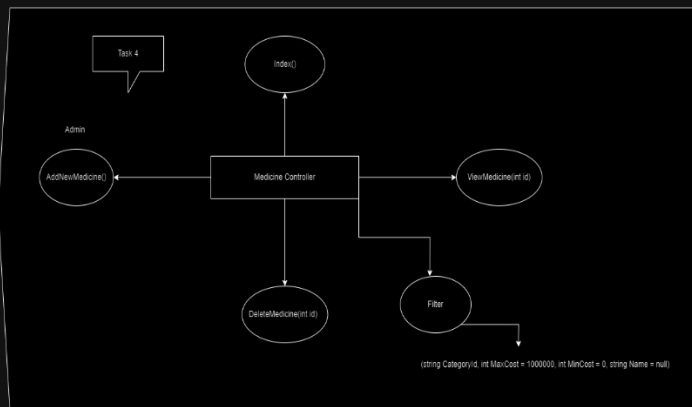 Task 4
Index()
Admin
AddNewMedicine()
Medicine Controller
ViewMedicine(int id)
DeleteMedicine(int id)
Filter
(string CategoryId, int MaxCost = 1000000, int MinCost = 0, string Name = null)